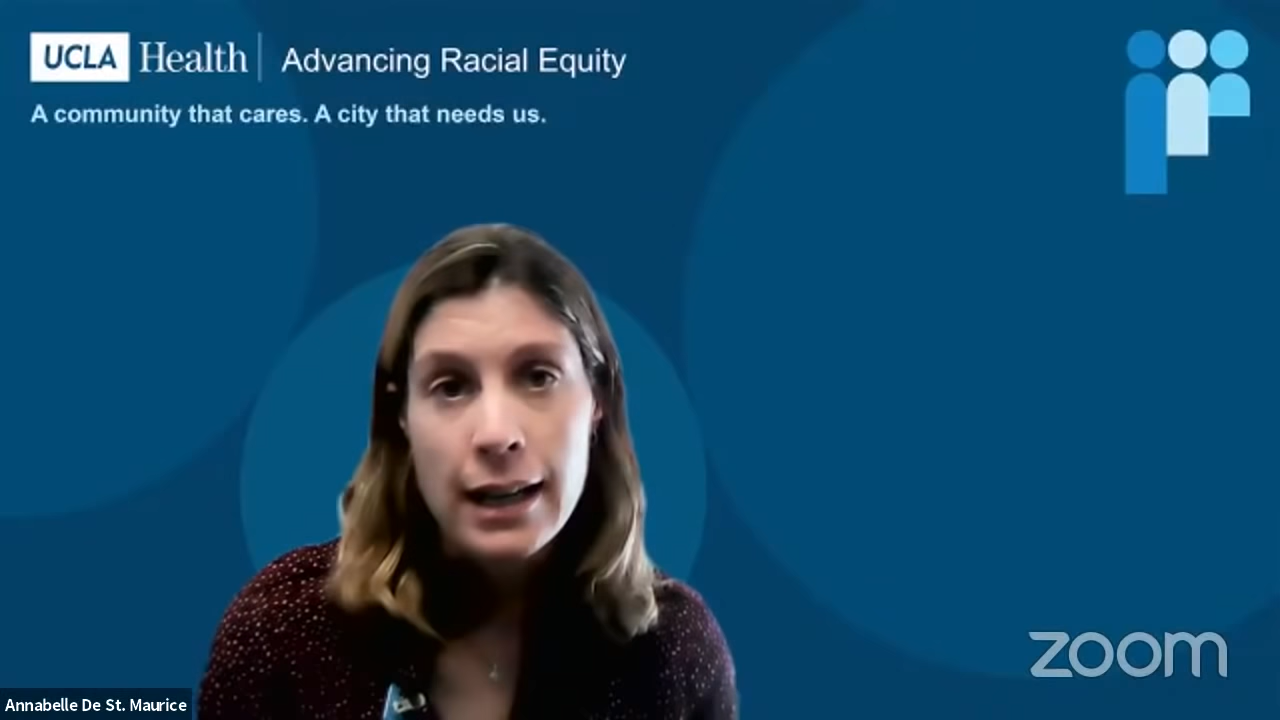 UCLA Health | Advancing Racial Equity
A community that cares. A city that needs us.
zoom
Annabelle De St. Maurice